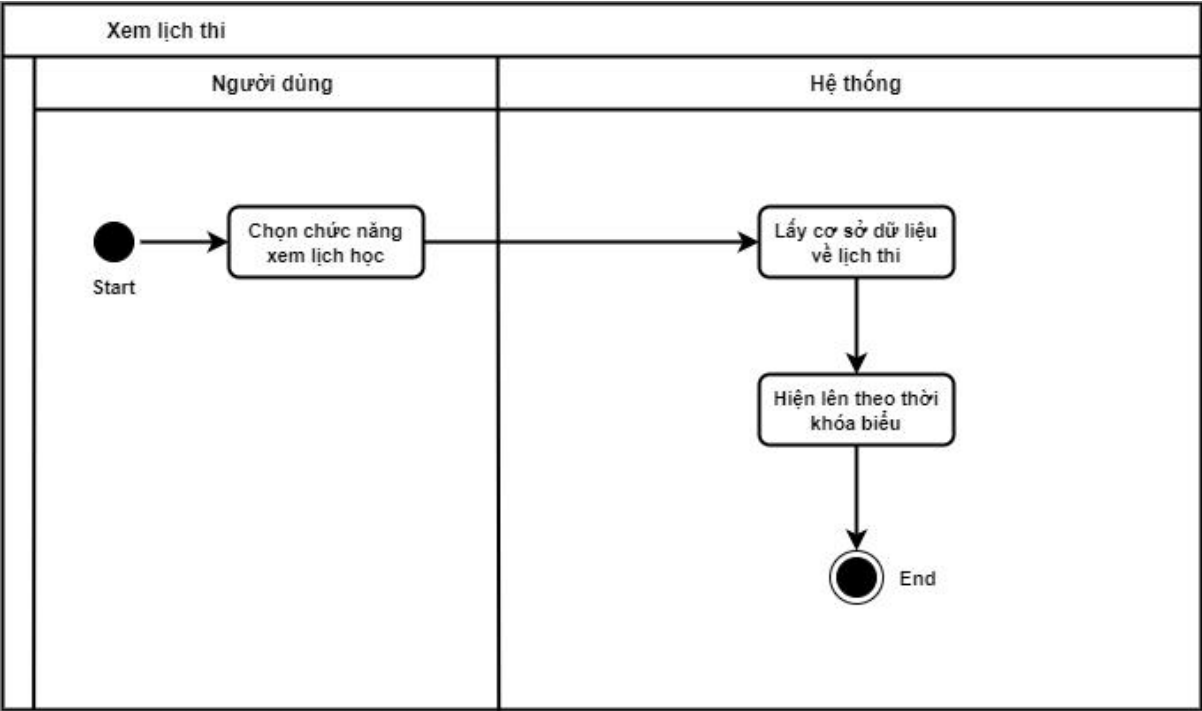 Xem lịch thi
Người dùng
Hệ thống
Chọn chức năng
xem lịch học
Lấy cơ sở dữ liệu
về lịch thi
Start
Hiện lên theo thời
khóa biểu
End